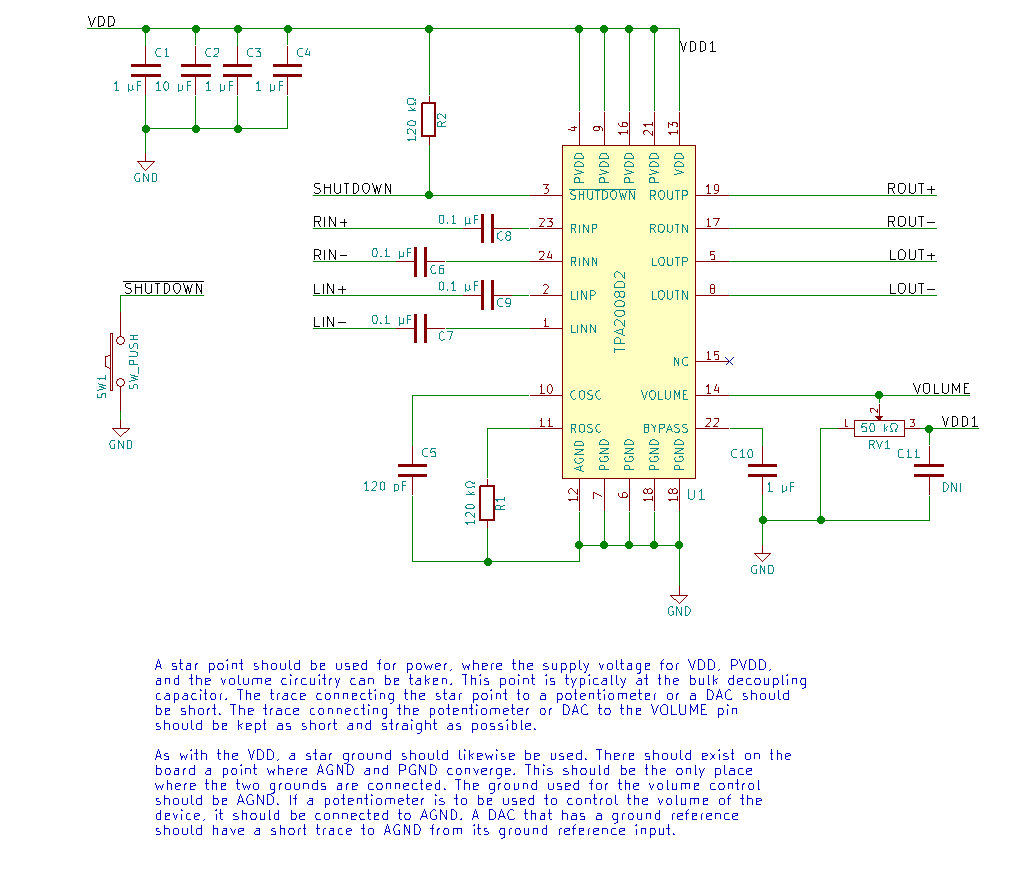 VDD
C1
C2
C3
C4
1 µF
10 µF
1 µF
1 µF
GND
120 kΩ
R2
VDD1
4
9
16
21
13
PVDD
PVDD
PVDD
PVDD
VDD
SHUTDOWN
3
SHUTDOWN
ROUTP
19
ROUT+
RIN+
0.1 µF
C8
23
RINP
ROUTN
17
ROUT-
RIN-
0.1 µF
C6
24
RINN
LOUTP
5
LOUT+
LIN+
0.1 µF
C9
2
LINP
LOUTN
8
LOUT-
LIN-
0.1 µF
C7
1
LINN
TPA2008D2
SHUTDOWN
SW1
SW_PUSH
GND
NC
15
10
COSC
VOLUME
14
VOLUME
11
ROSC
BYPASS
22
2
1
50 kΩ
3
RV1
VDD1
C5
120 pF
120 kΩ
R1
AGND
PGND
PGND
PGND
PGND
12
7
6
18
18
U1
C10
1 µF
C11
DNI
GND
GND
A star point should be used for power, where the supply voltage for VDD, PVDD,
and the volume circuitry can be taken. This point is typically at the bulk decoupling
capacitor. The trace connecting the star point to a potentiometer or a DAC should
be short. The trace connecting the potentiometer or DAC to the VOLUME pin
should be kept as short and straight as possible.
As with the VDD, a star ground should likewise be used. There should exist on the
board a point where AGND and PGND converge. This should be the only place
where the two grounds are connected. The ground used for the volume control
should be AGND. If a potentiometer is to be used to control the volume of the
device, it should be connected to AGND. A DAC that has a ground reference
should have a short trace to AGND from its ground reference input.